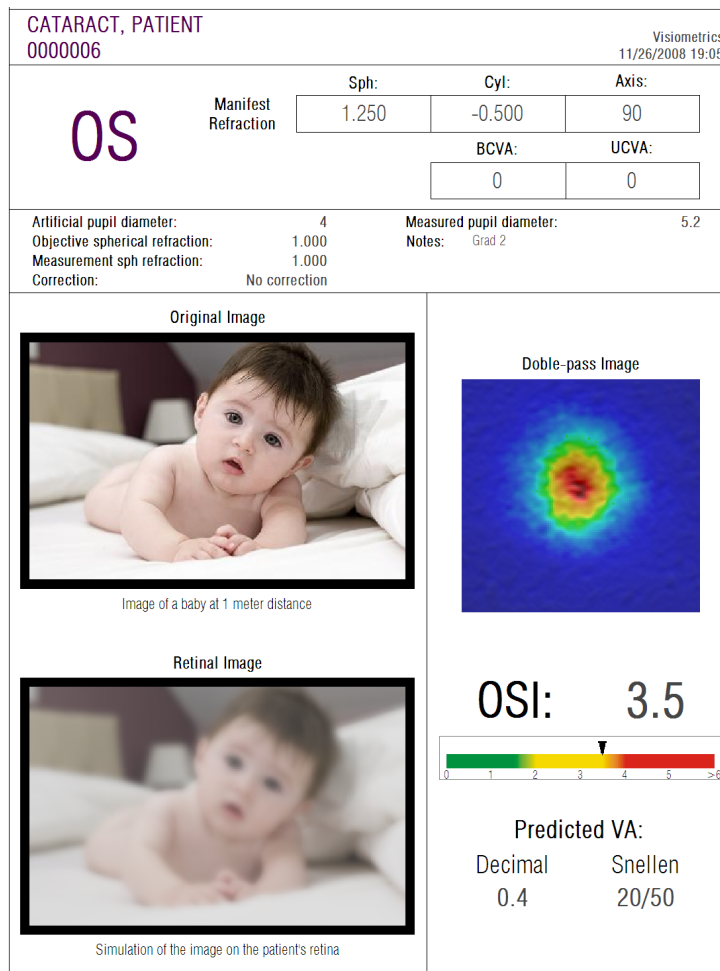 CATARACT, PATIENT
0000006
Visiometrics
11/26/2008 19:05
OS
Manifest
Refraction
Sph: Cyl: Axis:
1.250 -0.500 90
BCVA: UCVA:
0 0
Artificial pupil diameter: 4
Objective spherical refraction: 1.000
Measurement sph refraction: 1.000
Correction: No correction
Measured pupil diameter: 5.2
Notes: Grad 2
Original Image
Image of a baby at 1 meter distance
Retinal Image
Simulation of the image on the patient's retina
Doble-pass Image
OSI: 3.5
0 1 2 3 4 5 >6
Predicted VA:
Decimal Snellen
0.4 20/50